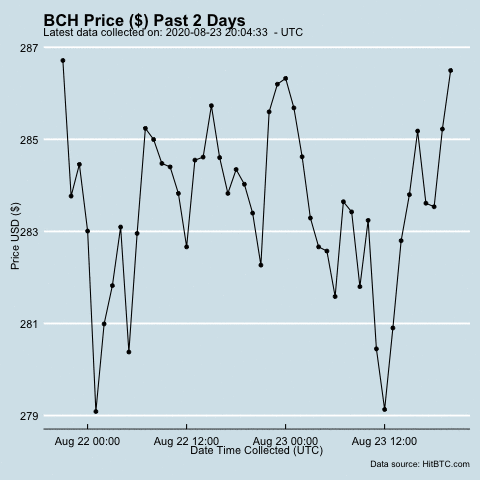 BCH Price ($) Past 2 Days
Latest data collected on: 2020-08-23 20:04:33  - UTC
287
285
283
281
279
Price USD ($)
Aug 22 00:00
Aug 22 12:00
Aug 23 00:00
Aug 23 12:00
Date Time Collected (UTC)
Data source: HitBTC.com